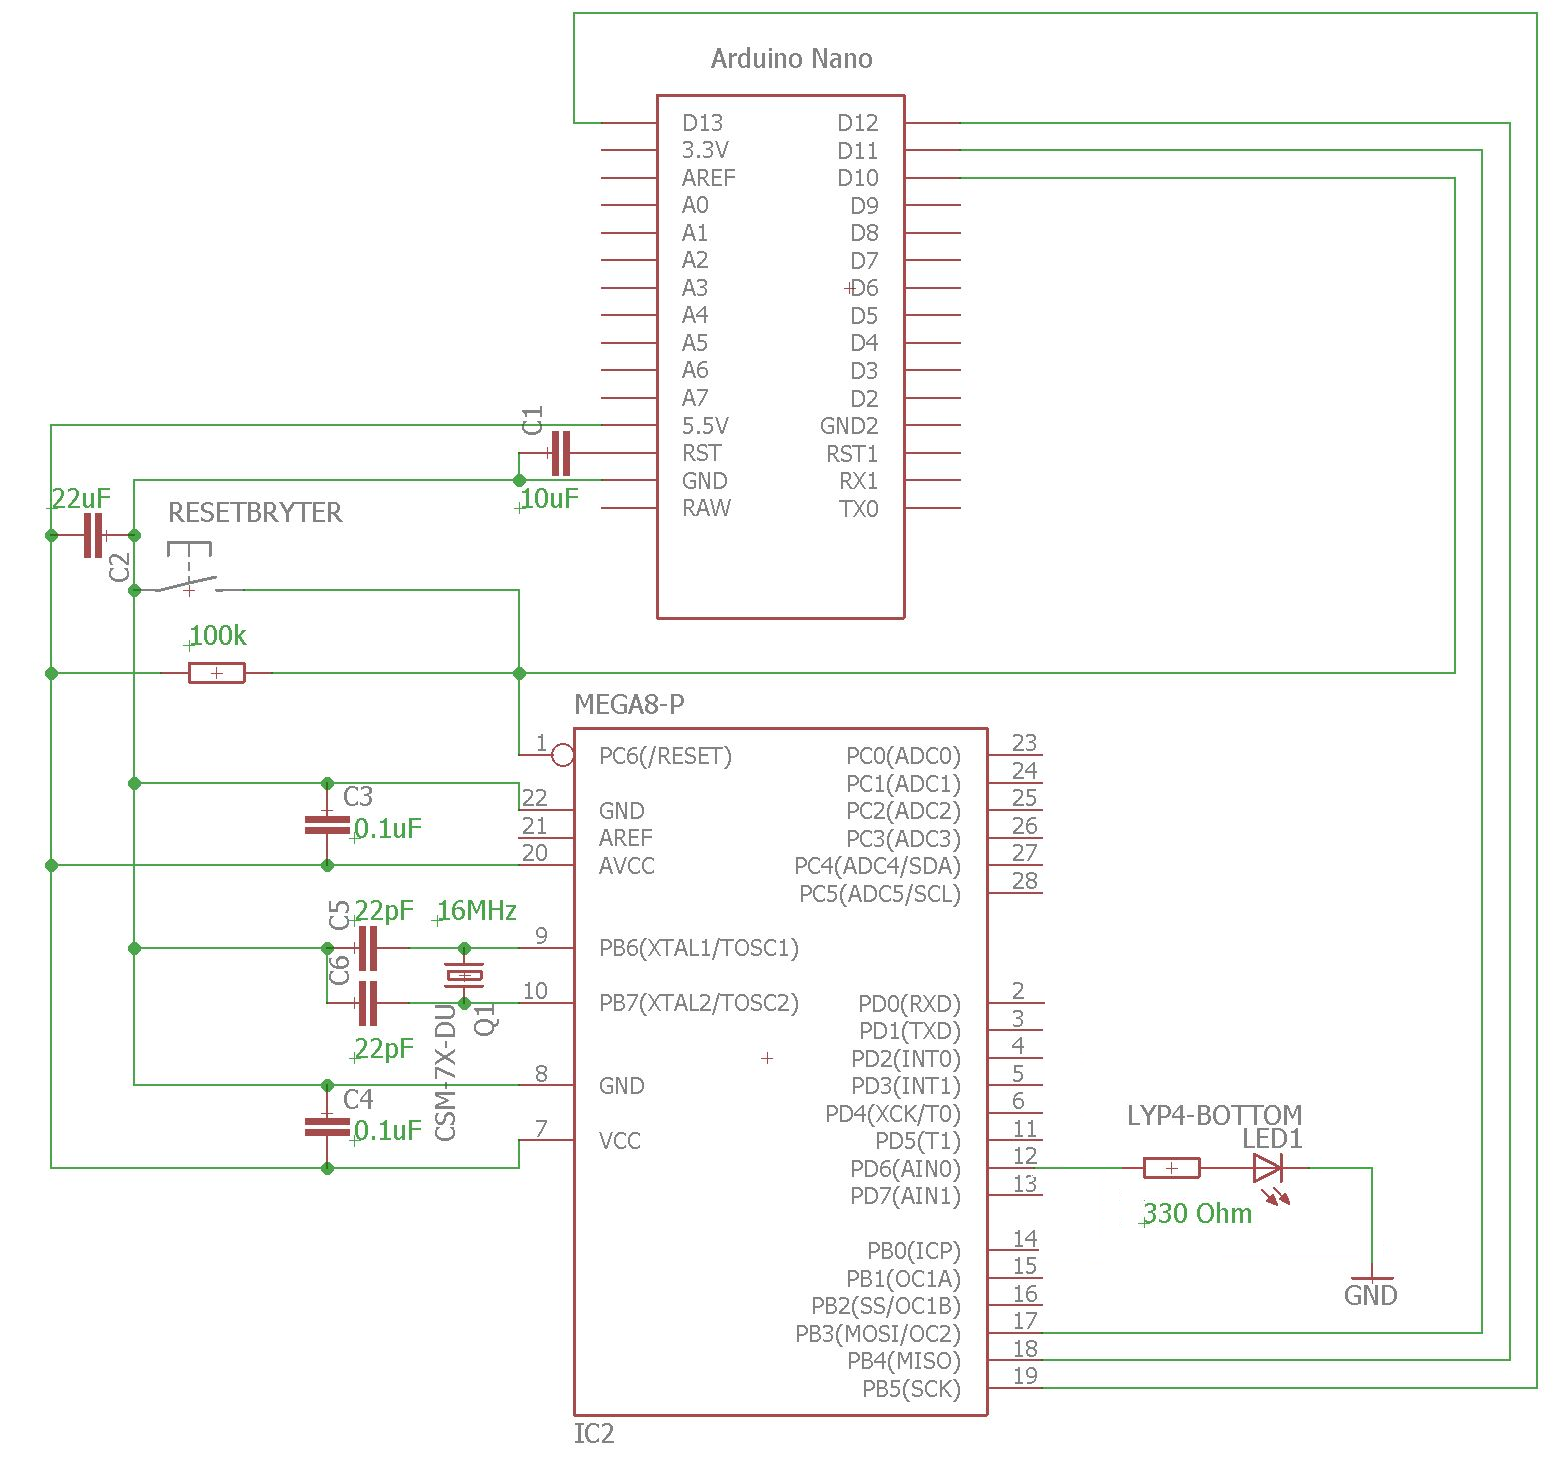 Arduino Nano
D13 D12
3.3V D11
AREF D10
A0 D9
A1 D8
A2 D7
A3 D6
A4 D5
A5 D4
A6 D3
A7 D2
5.5V GND2
RST RST1
GND RX1
RAW TX0
C1
10uF
22uF
C2
RESETBRYTER
100k
MEGA8-P
1 PC6(/RESET) PC0(ADC0) 23
PC1(ADC1) 24
22 GND PC2(ADC2) 25
21 AREF PC3(ADC3) 26
20 AVCC PC4(ADC4/SDA) 27
PC5(ADC5/SCL) 28
C3
0.1uF
C5
22pF
16MHz
9 PB6(XTAL1/TOSC1)
C6
22pF
10 PB7(XTAL2/TOSC2) PD0(RXD) 2
Q1
CSM-7X-DU
PD1(TXD) 3
PD2(INT0) 4
8 GND PD3(INT1) 5
C4
0.1uF
PD4(XCK/T0) 6
7 VCC PD5(T1) 11
PD6(AIN0) 12
PD7(AIN1) 13
LYP4-BOTTOM
LED1
330 Ohm
GND
PB0(ICP) 14
PB1(OC1A) 15
PB2(SS/OC1B) 16
PB3(MOSI/OC2) 17
PB4(MISO) 18
PB5(SCK) 19
IC2